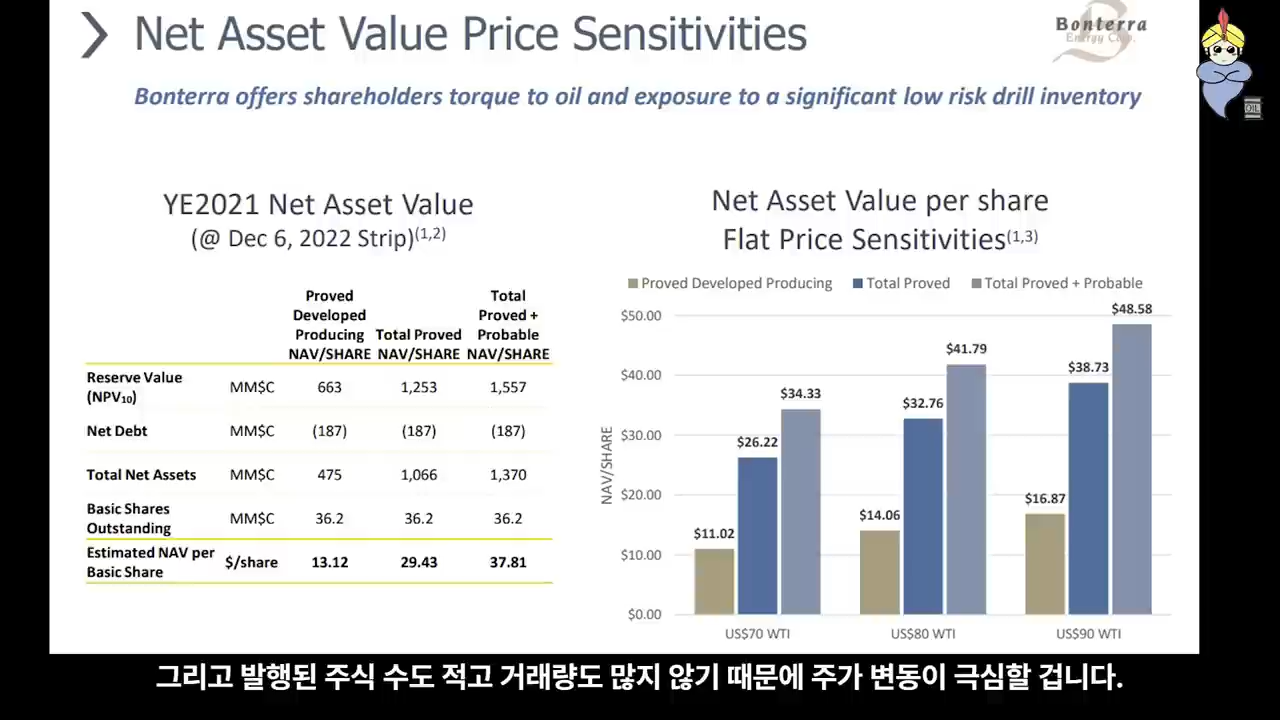 Net Asset Value Price Sensitivities
Bonterra
Energy Corp.
OIL
Bonterra offers shareholders torque to oil and exposure to a significant low risk drill inventory
YE2021 Net Asset Value
(@ Dec 6, 2022 Strip)(1,2)
Proved
Developed
Producing
NAV/SHARE
Total Proved
NAV/SHARE
Total
Proved +
Probable
NAV/SHARE
Reserve Value
(NPV10)
MM$C 663 1,253 1,557
Net Debt MM$C (187) (187) (187)
Total Net Assets MM$C 475 1,066 1,370
Basic Shares
Outstanding
MM$C 36.2 36.2 36.2
Estimated NAV per
Basic Share
$/share 13.12 29.43 37.81
Net Asset Value per share
Flat Price Sensitivities(1,3)
Proved Developed Producing Total Proved Total Proved + Probable
NAV/SHARE
$50.00
$40.00
$30.00
$20.00
$10.00
$0.00
$11.02 $26.22 $34.33
$14.06 $32.76 $41.79
$16.87 $38.73 $48.58
US$70 WTI US$80 WTI US$90 WTI
그리고 발행된 주식 수도 적고 거래량도 많지 않기 때문에 주가 변동이 극심할 겁니다.